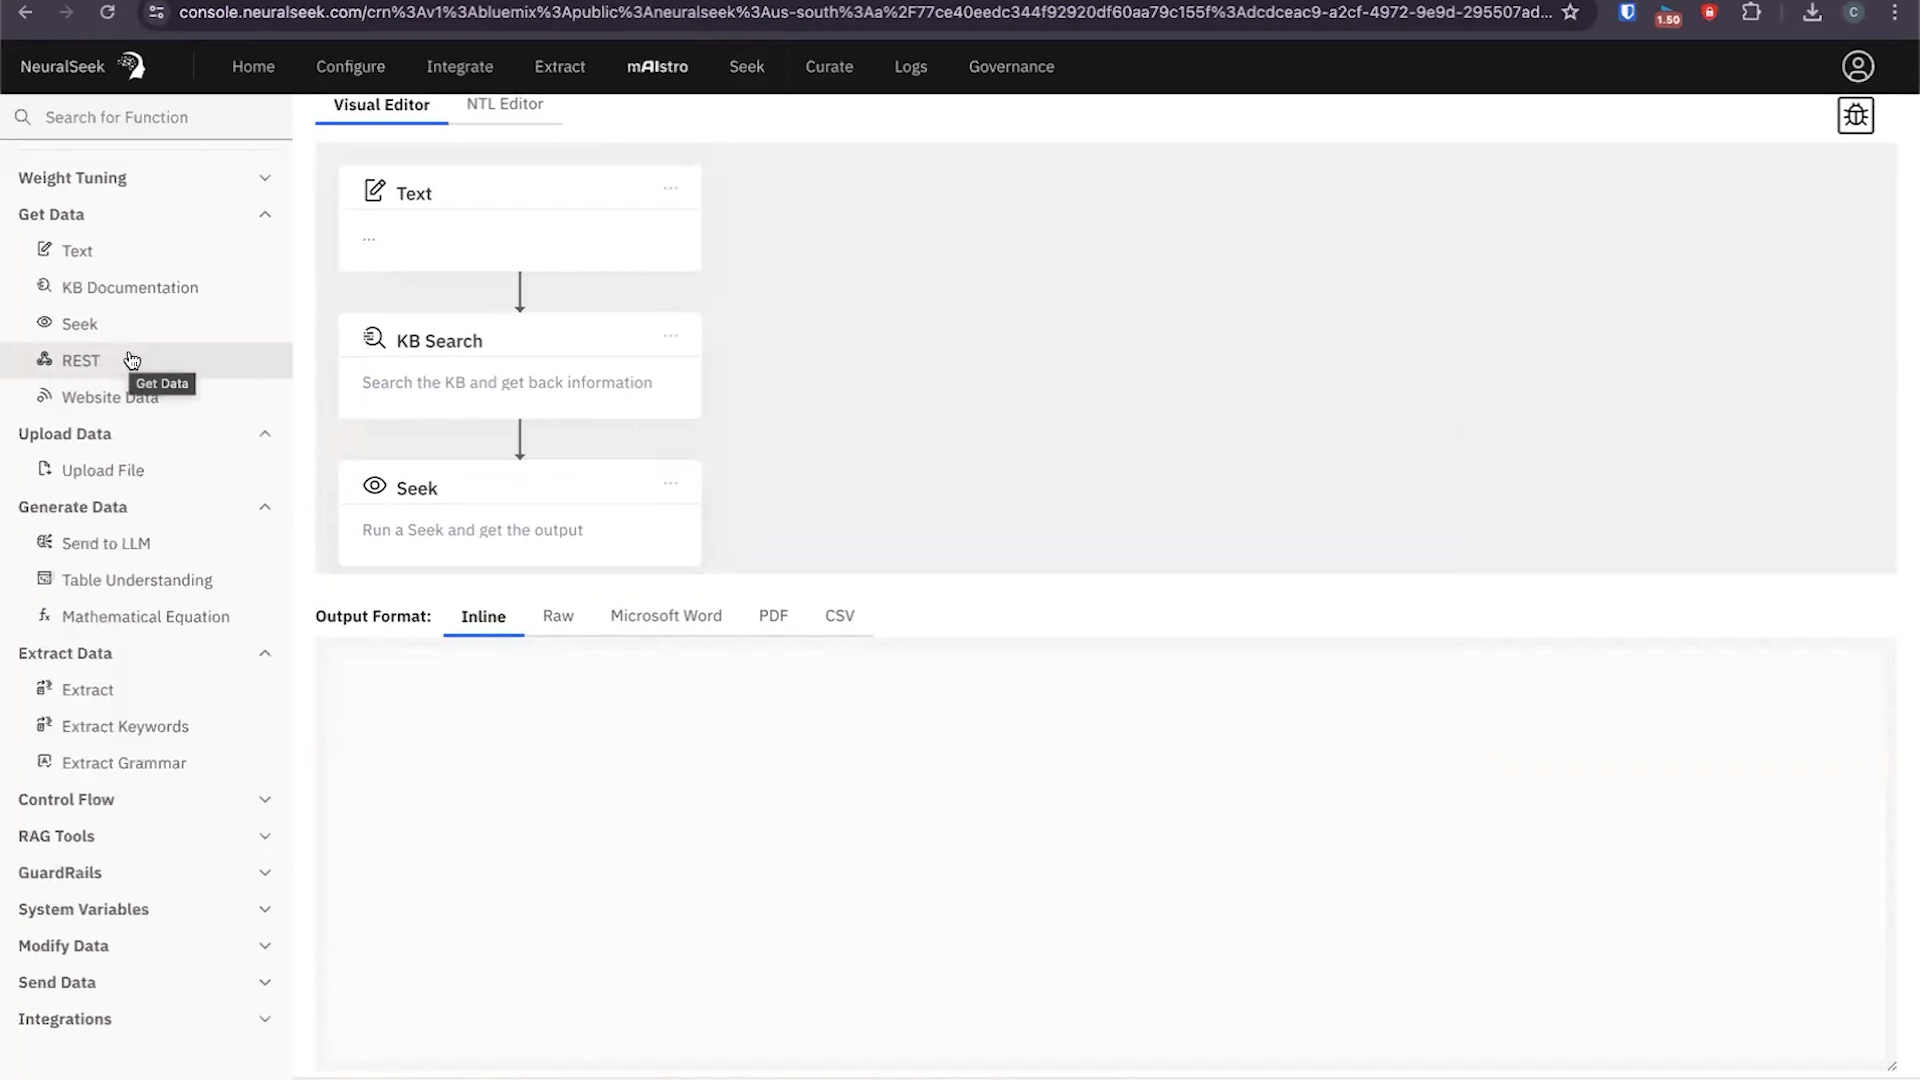 console.neuralseek.com/crn%3Av1%3Abluemix%3Apublic%3Aneuralseek%3Aus-south%3Aa%2F77ce40eedc344f92920df60aa79c155f%3Adcdceac9-a2cf-4972-9e9d-295507ad...
1.50
C
NeuralSeek
Home
Configure
Integrate
Extract
mAIstro
Seek
Curate
Logs
Governance
Search for Function
Visual Editor
NTL Editor
Weight Tuning
Get Data
Text
KB Documentation
Seek
REST
Get Data
Website Data
Upload Data
Upload File
Generate Data
Send to LLM
Table Understanding
Mathematical Equation
Extract Data
Extract
Extract Keywords
Extract Grammar
Control Flow
RAG Tools
GuardRails
System Variables
Modify Data
Send Data
Integrations
Text
...
KB Search
Search the KB and get back information
Seek
Run a Seek and get the output
Output Format:
Inline
Raw
Microsoft Word
PDF
CSV